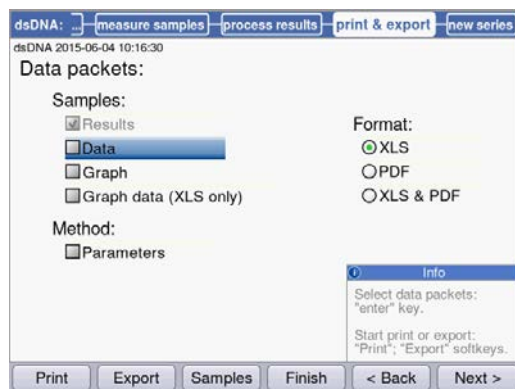 dsDNA: ... measure samples process results print & export new series
dsDNA 2015-06-04 10:16:30
Data packets:
Samples:
Results
Data
Graph
Graph data (XLS only)
Method:
Parameters
Format:
XLS
PDF
XLS & PDF
Info
Select data packets:
"enter" key.
Start print or export:
"Print"; "Export" softkeys.
Print Export Samples Finish < Back Next >